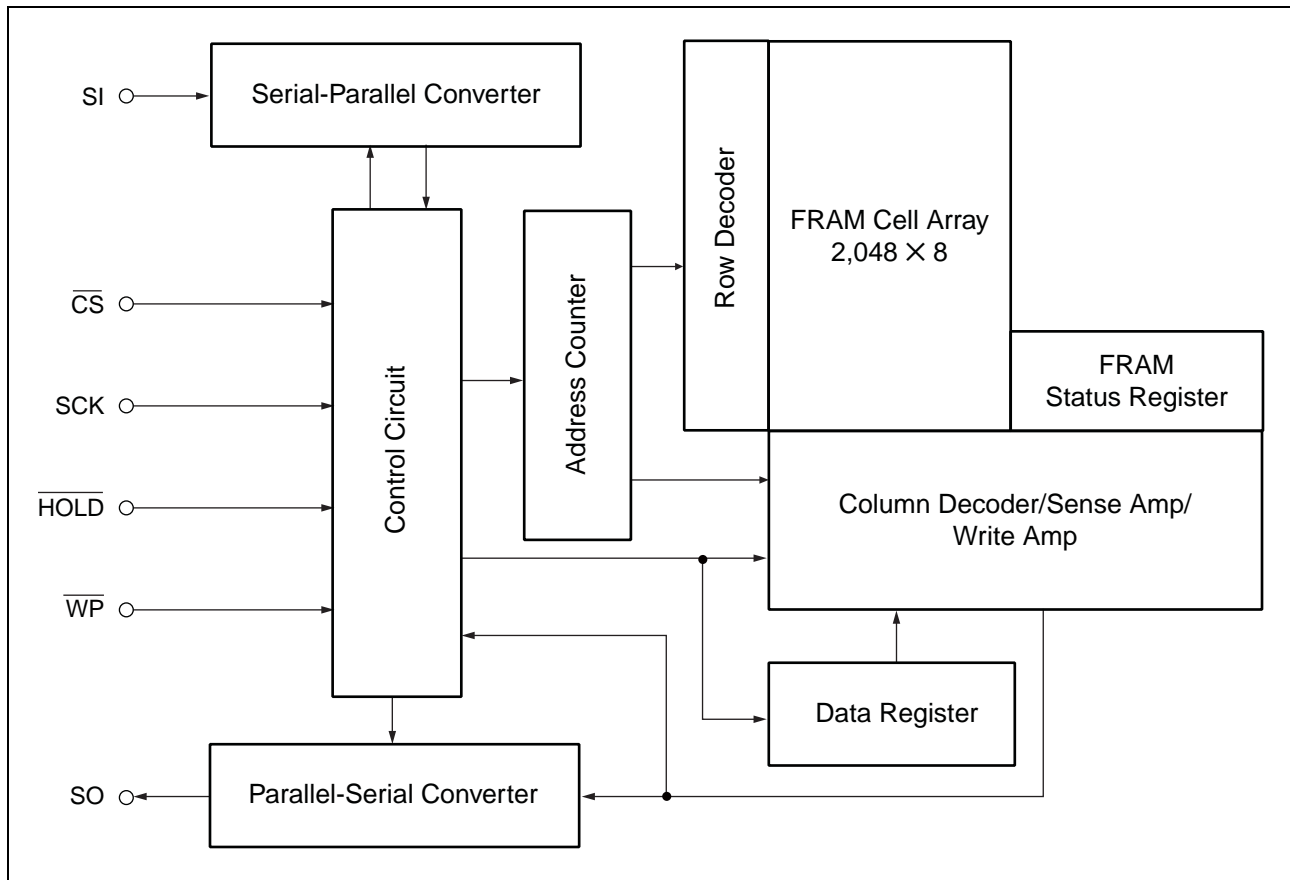 SI
Serial-Parallel Converter
CS
SCK
HOLD
WP
Control Circuit
Address Counter
Row Decoder
FRAM Cell Array
2,048 × 8
FRAM
Status Register
Column Decoder/Sense Amp/
Write Amp
Data Register
SO
Parallel-Serial Converter